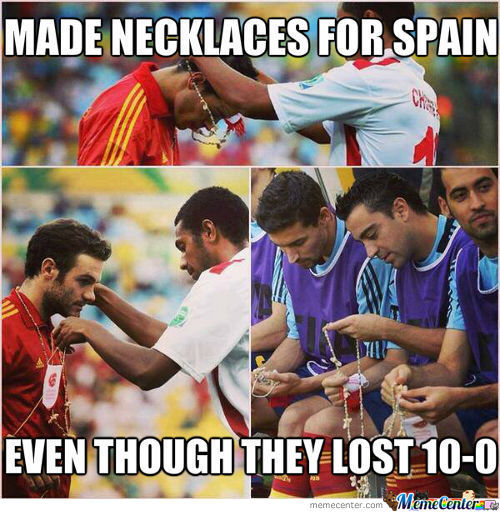 MADE NECKLACES FOR SPAIN
EVEN THOUGH THEY LOST 10-0
memecenter.com
MemeCenter